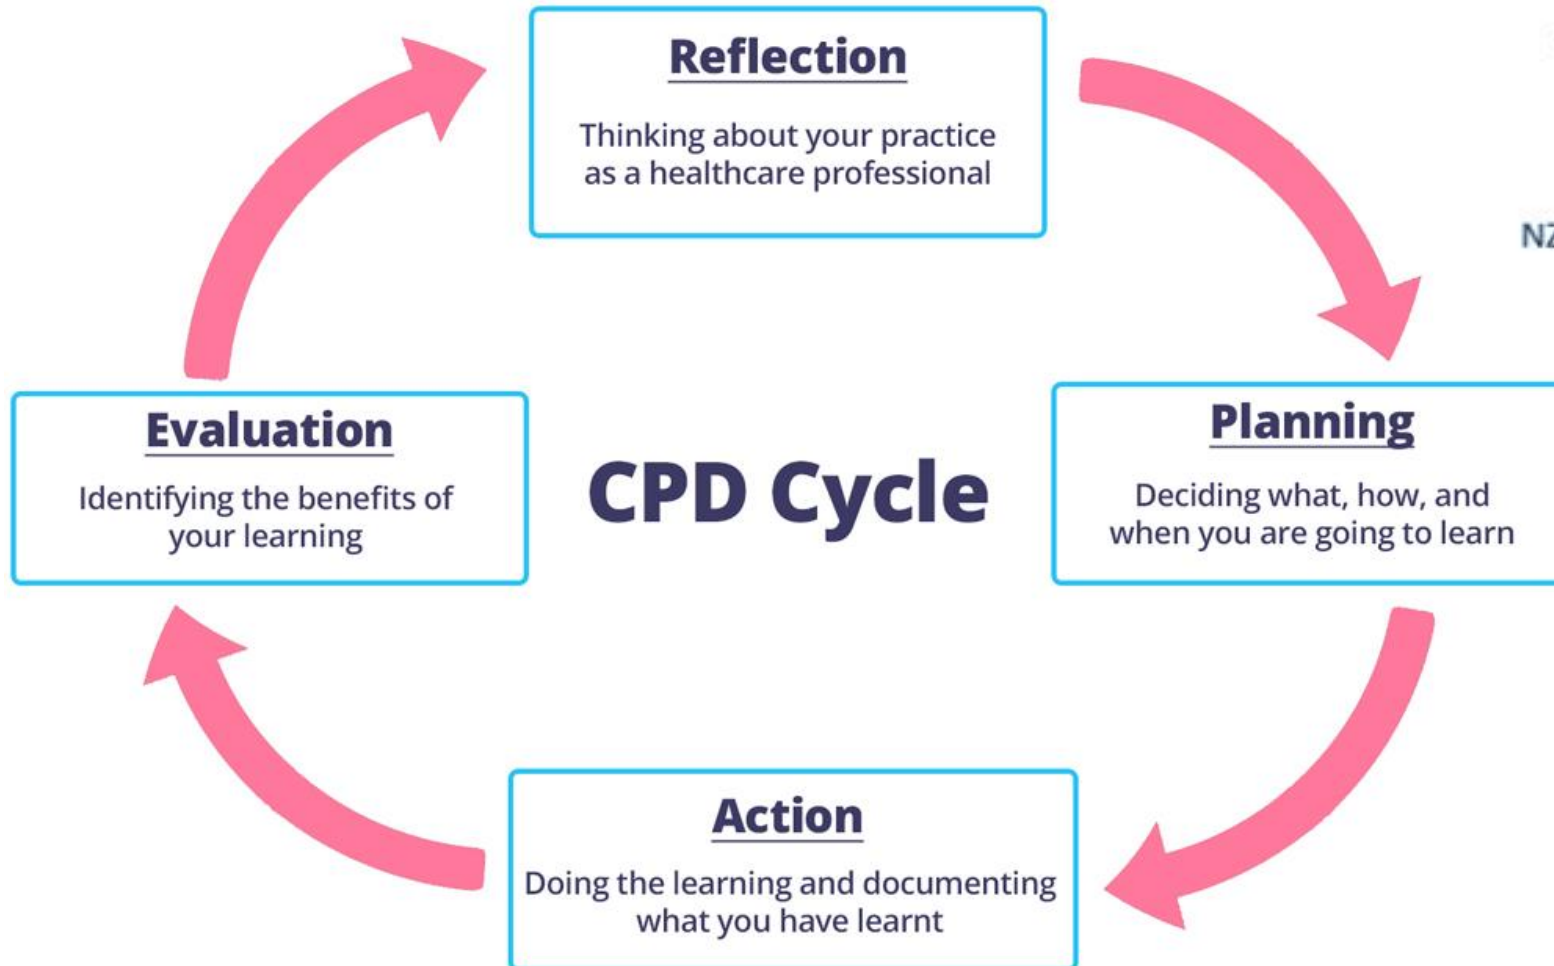 Reflection
Thinking about your practice
as a healthcare professional
NZ
Planning
Deciding what, how, and
when you are going to learn
CPD Cycle
Evaluation
Identifying the benefits of
your learning
Action
Doing the learning and documenting
what you have learnt